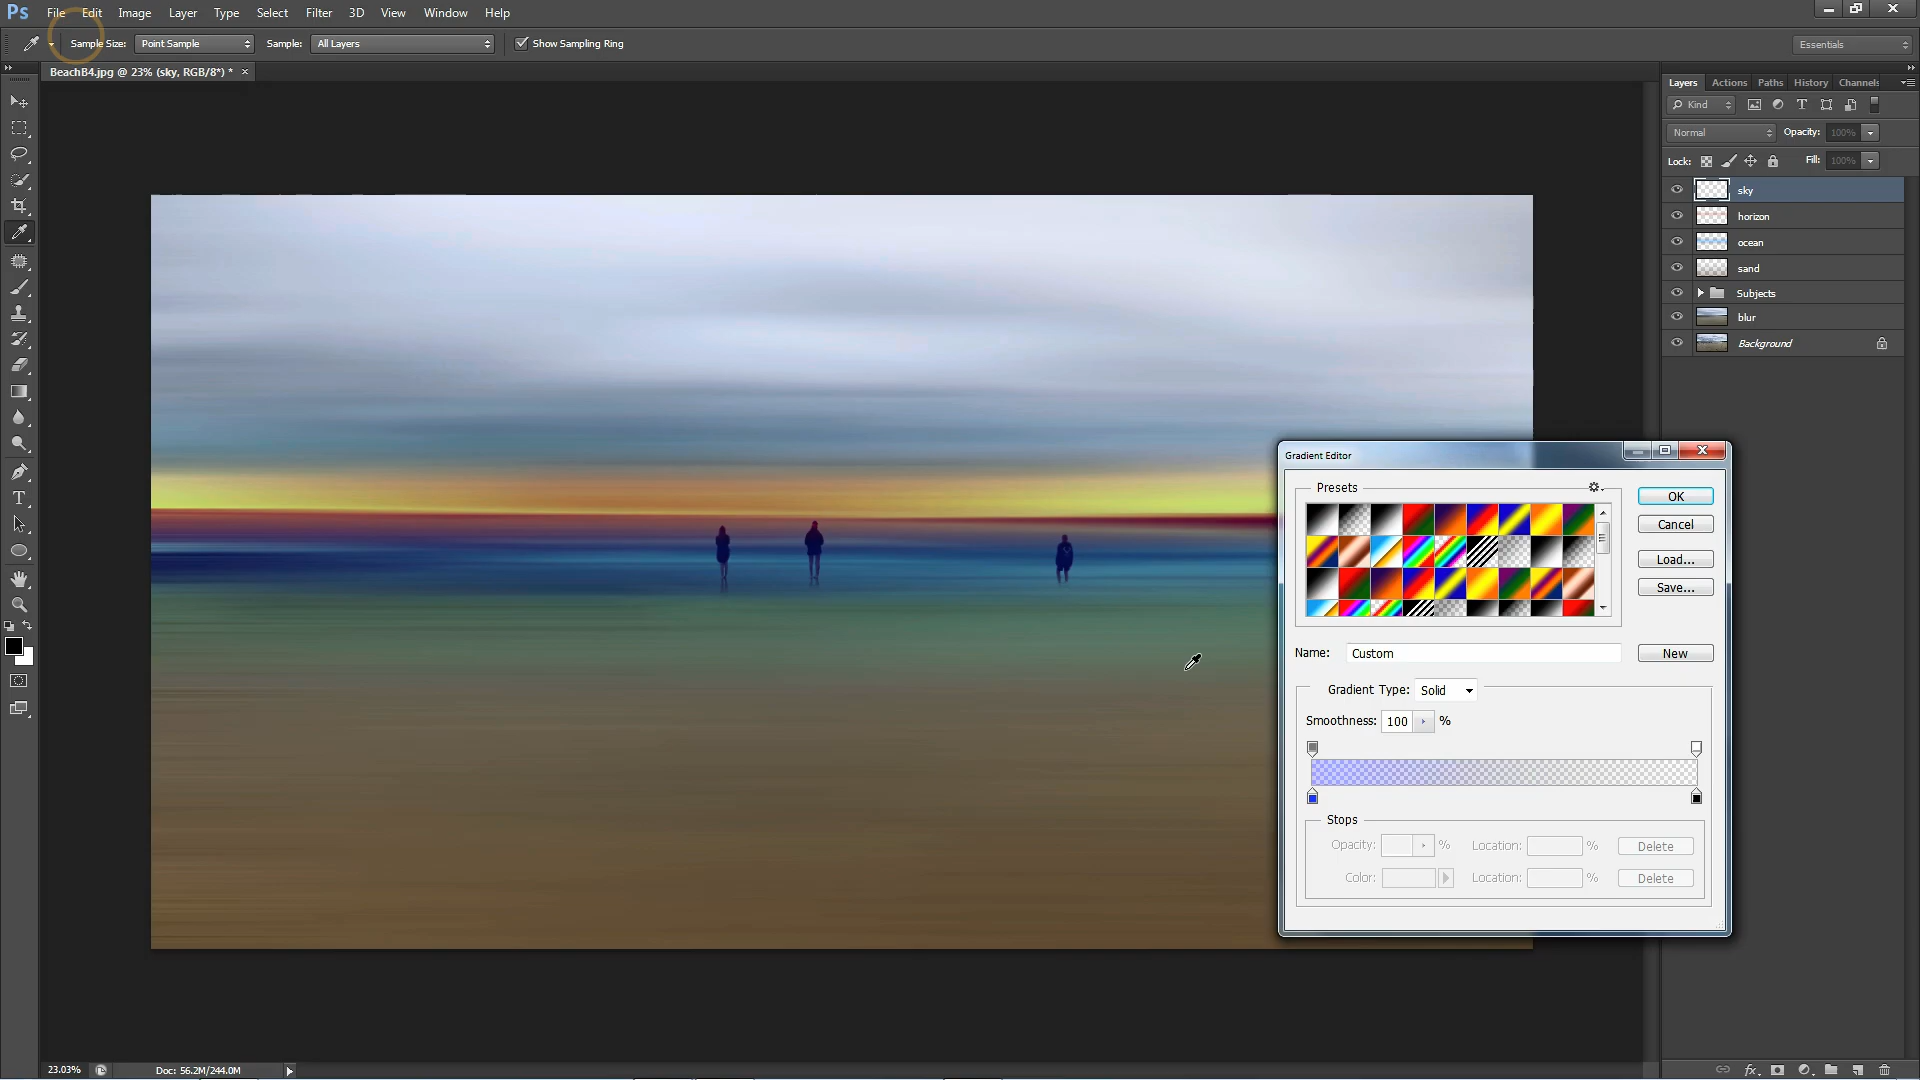 Ps File Edit Image Layer Type Select Filter 3D View Window Help
Sample Size: Point Sample Sample: All Layers Show Sampling Ring Essentials
BeachB4.jpg @ 23% (sky, RGB/8*) * ×
Layers Actions Paths History Channels
Kind
Normal Opacity: 100%
Lock: Fill: 100%
sky
horizon
ocean
sand
Subjects
blur
Background
Gradient Editor
Presets
OK
Cancel
Load...
Save...
Name: Custom New
Gradient Type: Solid
Smoothness: 100 %
Stops
Opacity: % Location: % Delete
Color: Location: % Delete
23.03% Doc: 56.2M/244.0M
fx